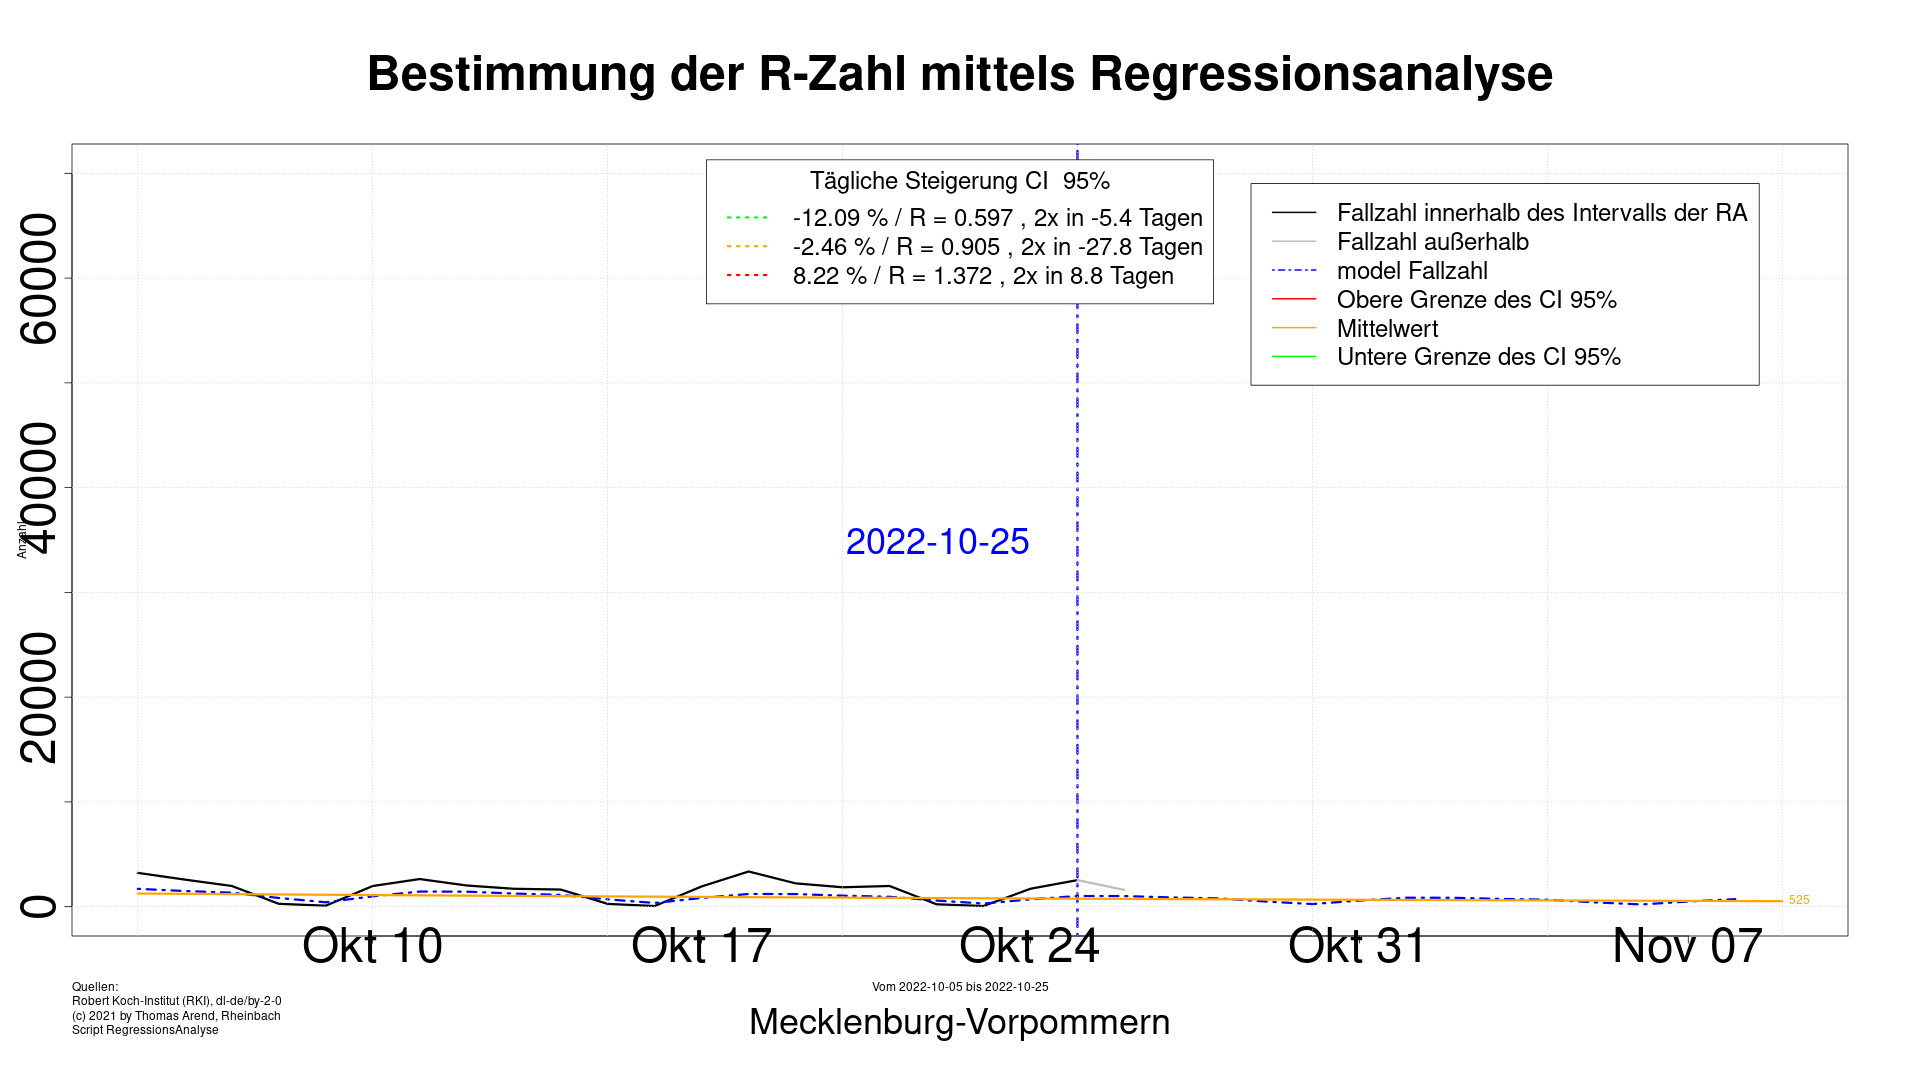 Bestimmung der R-Zahl mittels Regressionsanalyse
Tägliche Steigerung CI  95%
-12.09 % / R = 0.597 , 2x in -5.4 Tagen
-2.46 % / R = 0.905 , 2x in -27.8 Tagen
8.22 % / R = 1.372 , 2x in 8.8 Tagen
Fallzahl innerhalb des Intervalls der RA
Fallzahl außerhalb
model Fallzahl
Obere Grenze des CI 95%
Mittelwert
Untere Grenze des CI 95%
60000
40000
20000
0
Anzahl
2022-10-25
525
Okt 10
Okt 17
Okt 24
Okt 31
Nov 07
Quellen:
Robert Koch-Institut (RKI), dl-de/by-2-0
(c) 2021 by Thomas Arend, Rheinbach
Script RegressionsAnalyse
Vom 2022-10-05 bis 2022-10-25
Mecklenburg-Vorpommern